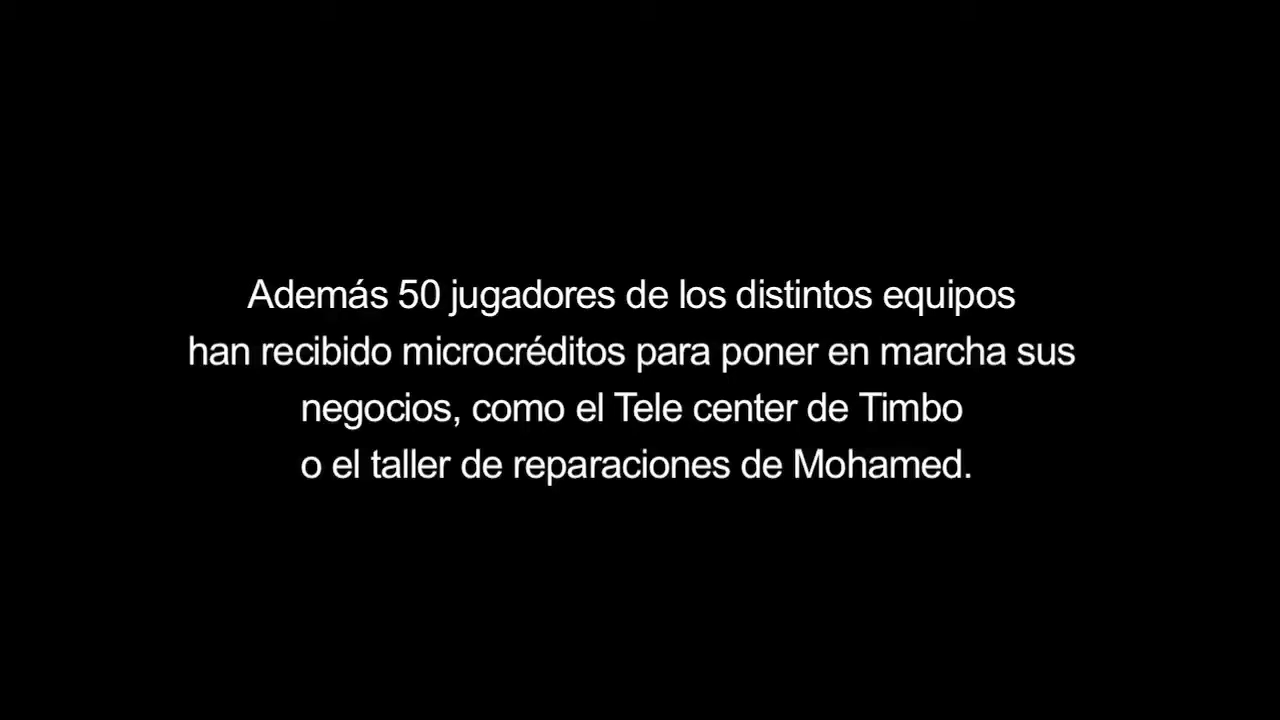 Además 50 jugadores de los distintos equipos
han recibido microcréditos para poner en marcha sus
negocios, como el Tele center de Timbo
o el taller de reparaciones de Mohamed.